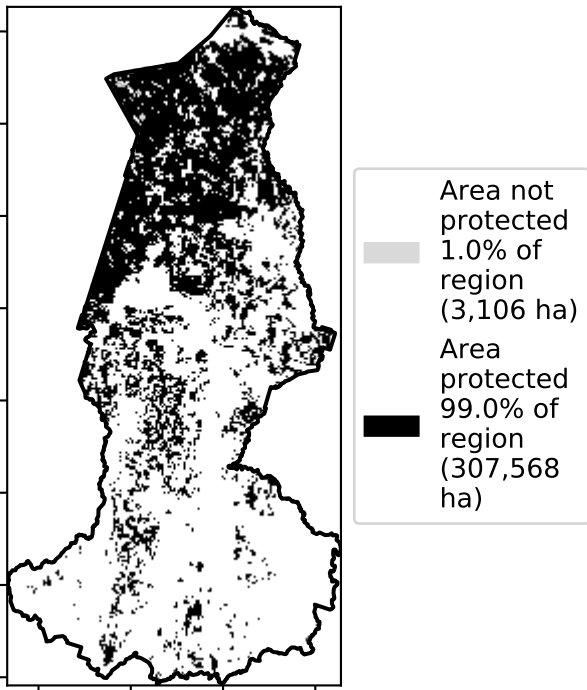 Area not
protected
1.0% of
region
(3,106 ha)
Area
protected
99.0% of
region
(307,568
ha)